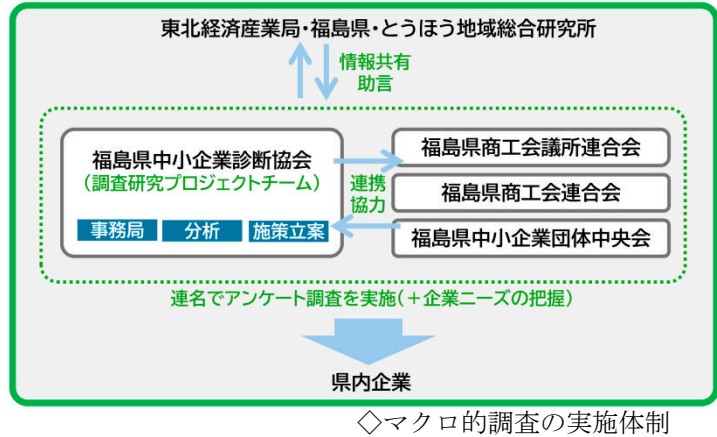 東北経済産業局・福島県・とうほう地域総合研究所
情報共有
助言
福島県中小企業診断協会
(調査研究プロジェクトチーム)
事務局
分析
施策立案
連携
協力
福島県商工会議所連合会
福島県商工会連合会
福島県中小企業団体中央会
連名でアンケート調査を実施(+企業ニーズの把握)
県内企業
◇マクロ的調査の実施体制